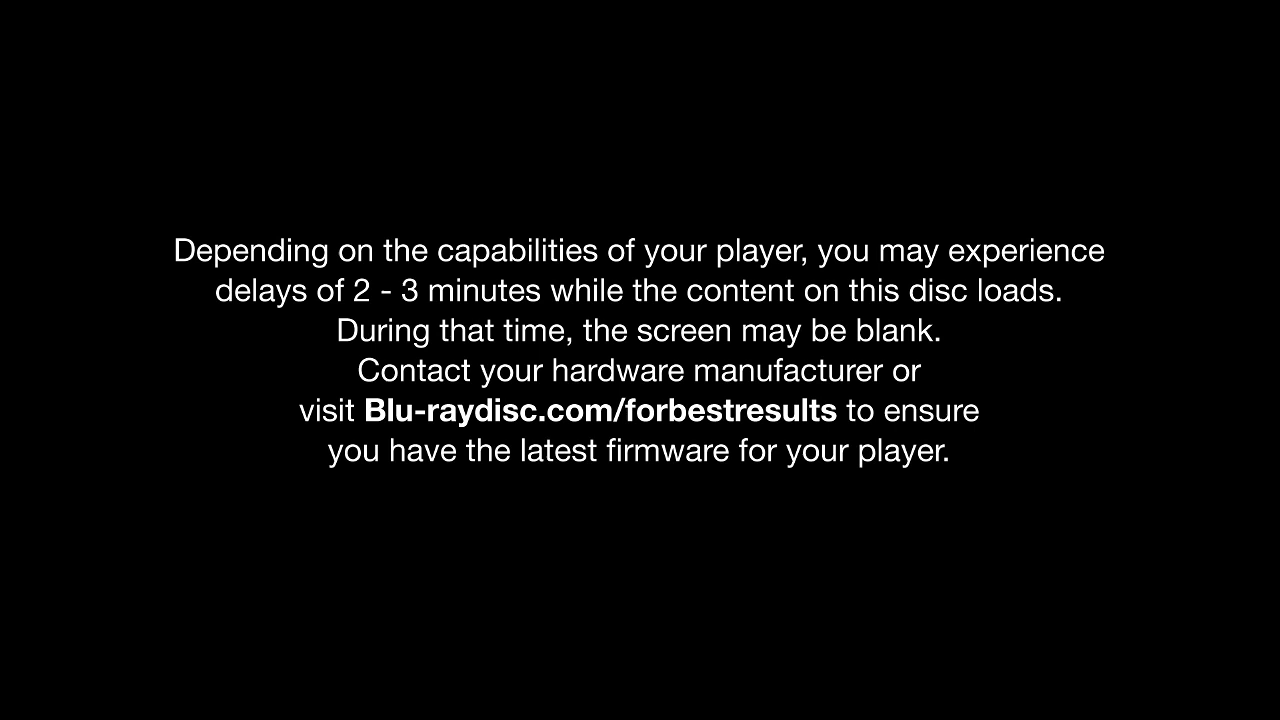 Depending on the capabilities of your player, you may experience
delays of 2 - 3 minutes while the content on this disc loads.
During that time, the screen may be blank.
Contact your hardware manufacturer or
visit Blu-raydisc.com/forbestresults to ensure
you have the latest firmware for your player.